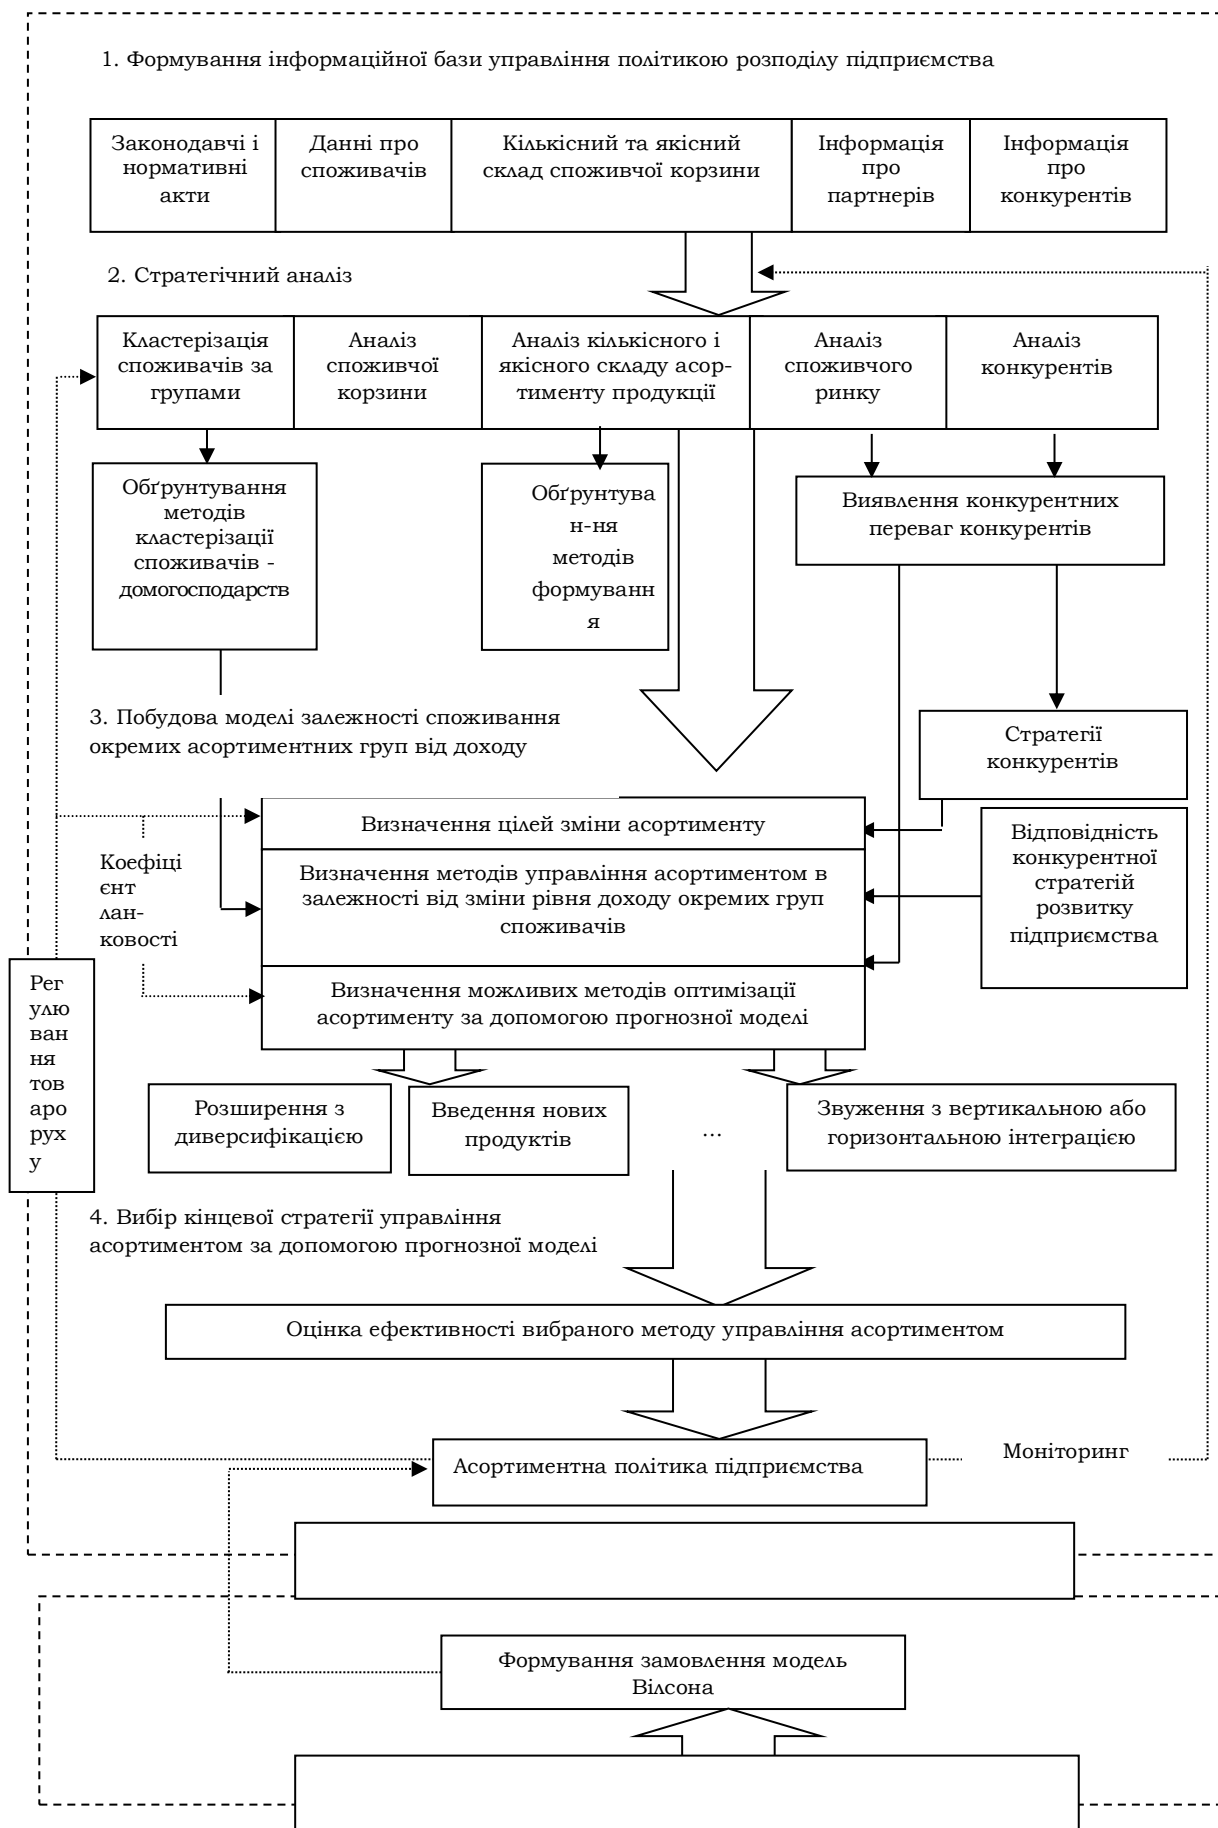 1. Формування інформаційної бази управління політикою розподілу підприємства
Законодавчі і
нормативні
акти
Данні про
споживачів
Кількісний та якісний
склад споживчої корзини
Інформація
про
партнерів
Інформація
про
конкурентів
2. Стратегічний аналіз
Кластерізація
споживачів за
групами
Аналіз
споживчої
корзини
Аналіз кількісного і
якісного складу асор-
тименту продукції
Аналіз
споживчого
ринку
Аналіз
конкурентів
Обґрунтування
методів
кластерізації
споживачів -
домогосподарств
Обґрунтува
н-ня
методів
формуванн
я
Виявлення конкурентних
переваг конкурентів
3. Побудова моделі залежності споживання
окремих асортиментних груп від доходу
Стратегії
конкурентів
Визначення цілей зміни асортименту
Відповідність
конкурентної
стратегій
розвитку
підприємства
Коефіці
єнт
лан-
ковості
Визначення методів управління асортиментом в
залежності від зміни рівня доходу окремих груп
споживачів
Визначення можливих методів оптимізації
асортименту за допомогою прогнозної моделі
Рег
улю
ван
ня
тов
аро
рух
у
Розширення з
диверсифікацією
Введення нових
продуктів
...
Звуження з вертикальною або
горизонтальною інтеграцією
4. Вибір кінцевої стратегії управління
асортиментом за допомогою прогнозної моделі
Оцінка ефективності вибраного методу управління асортиментом
Асортиментна політика підприємства
Моніторинг
Формування замовлення модель
Вілсона